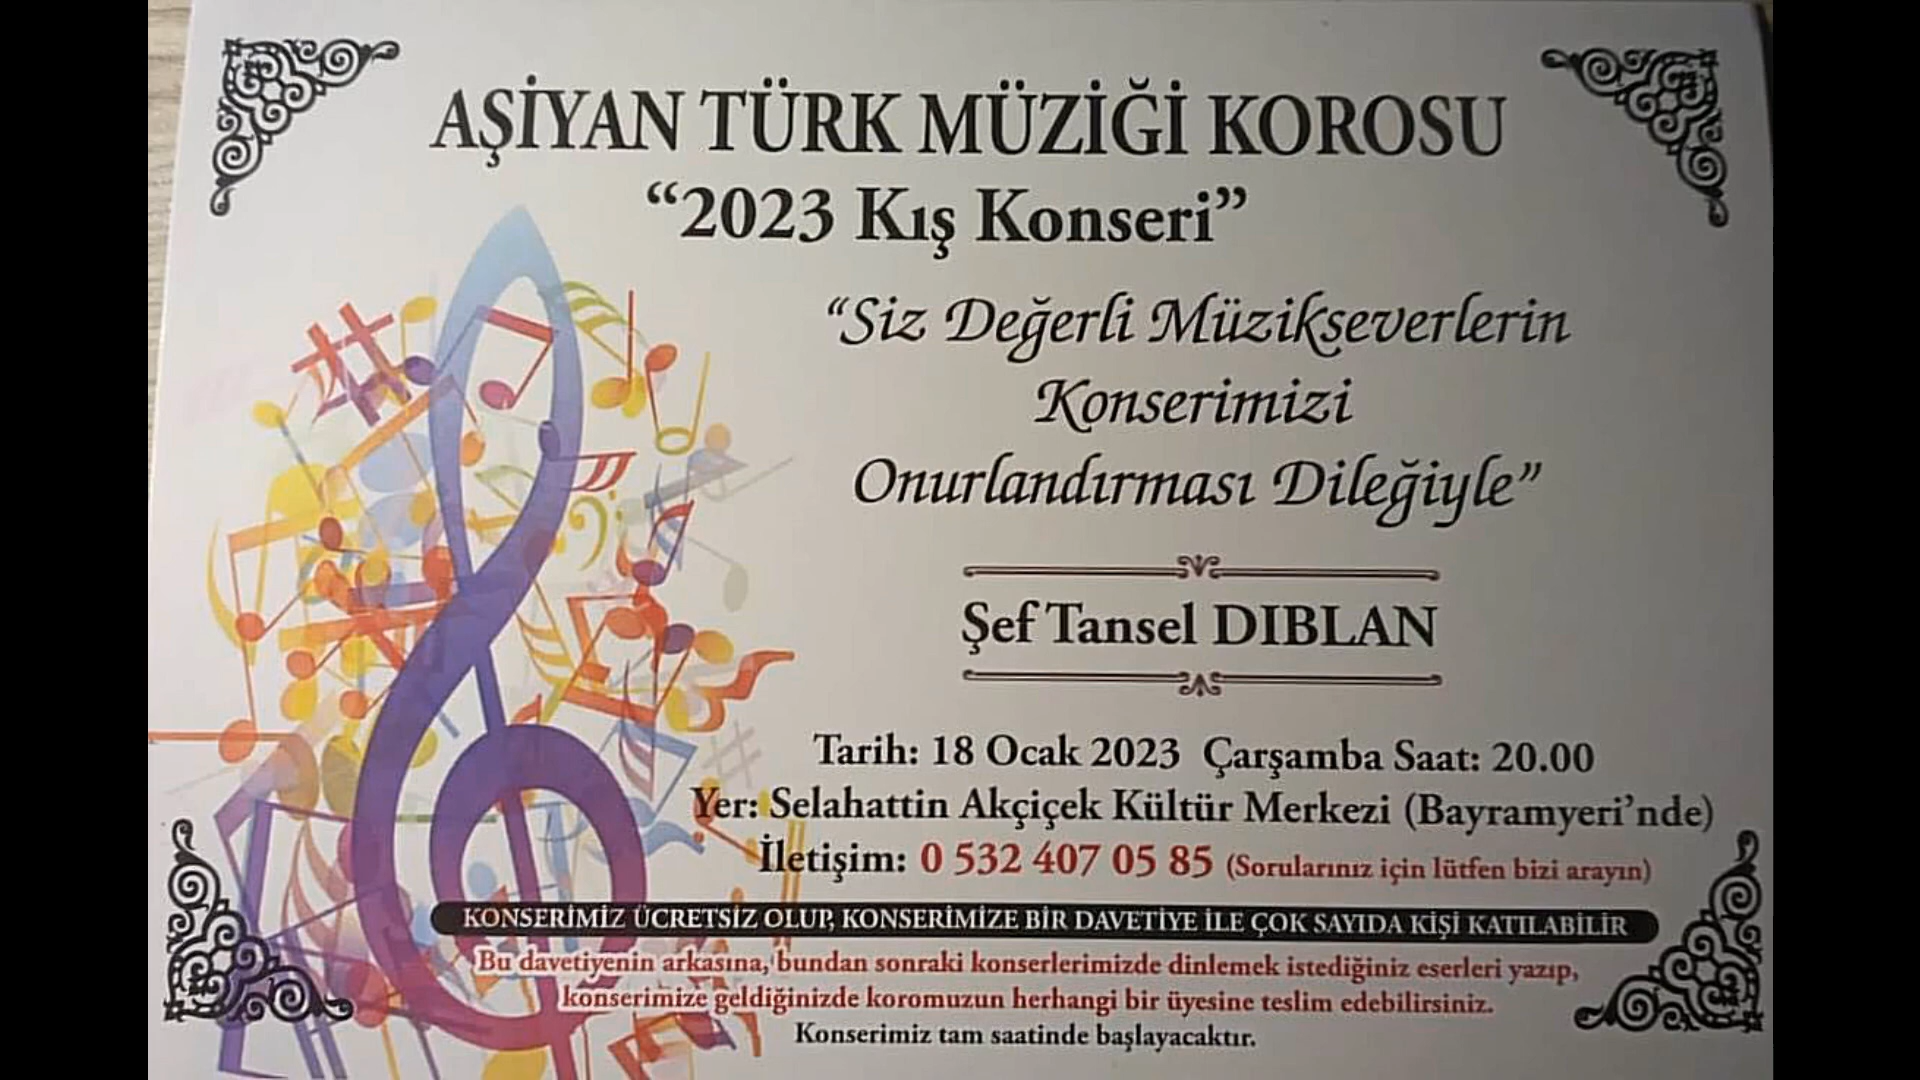 AŞİYAN TÜRK MÜZİĞİ KOROSU
“2023 Kış Konseri”
“Siz Değerli Müzikseverlerin
Konserimizi
Onurlandırması Dileğiyle”
Şef Tansel DIBLAN
Tarih: 18 Ocak 2023 Çarşamba Saat: 20.00
Yer: Selahattin Akçiçek Kültür Merkezi (Bayramyeri’nde)
İletişim: 0 532 407 05 85 (Sorularınız için lütfen bizi arayın)
KONSERİMİZ ÜCRETSİZ OLUP, KONSERİMİZE BİR DAVETİYE İLE ÇOK SAYIDA KİŞİ KATILABİLİR
Bu davetiyenin arkasına, bundan sonraki konserlerimizde dinlemek istediğiniz eserleri yazıp,
konserimize geldiğinizde koromuzun herhangi bir üyesine teslim edebilirsiniz.
Konserimiz tam saatinde başlayacaktır.